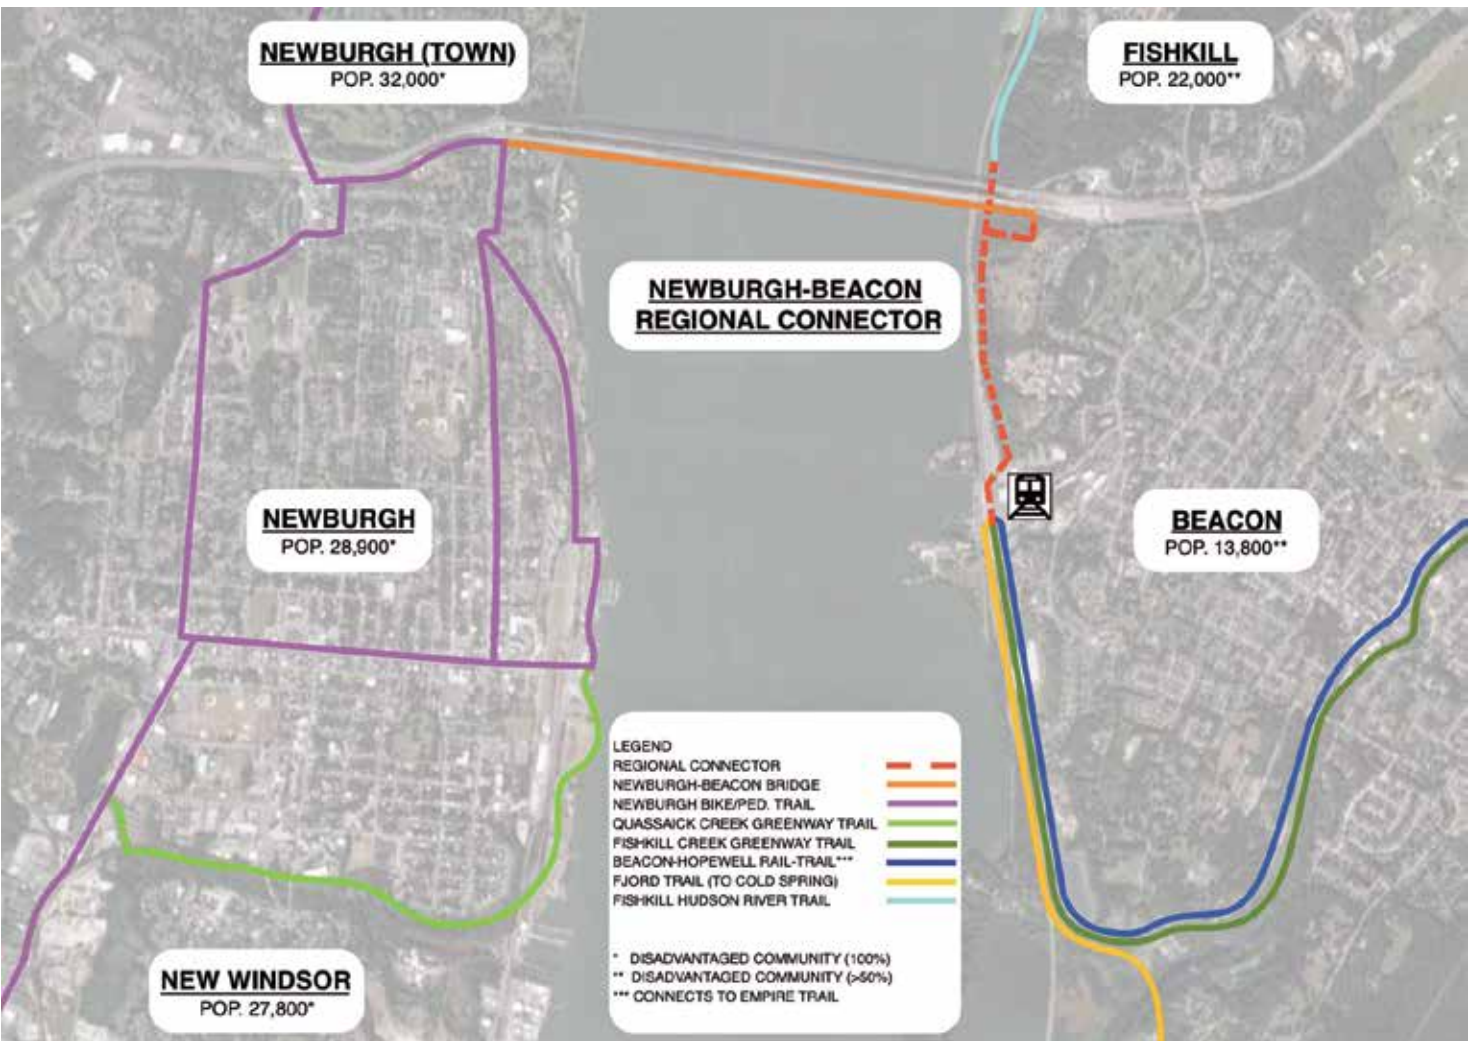 NEWBURGH (TOWN)
POP. 32,000*
FISHKILL
POP. 22,000**
NEWBURGH-BEACON
REGIONAL CONNECTOR
NEWBURGH
POP. 28,900*
BEACON
POP. 13,800**
NEW WINDSOR
POP. 27,800*
LEGEND
REGIONAL CONNECTOR
NEWBURGH-BEACON BRIDGE
NEWBURGH BIKE/PED. TRAIL
QUASSAICK CREEK GREENWAY TRAIL
FISHKILL CREEK GREENWAY TRAIL
BEACON-HOPEWELL RAIL-TRAIL***
FJORD TRAIL (TO COLD SPRING)
FISHKILL HUDSON RIVER TRAIL
* DISADVANTAGED COMMUNITY (100%)
** DISADVANTAGED COMMUNITY (>50%)
*** CONNECTS TO EMPIRE TRAIL